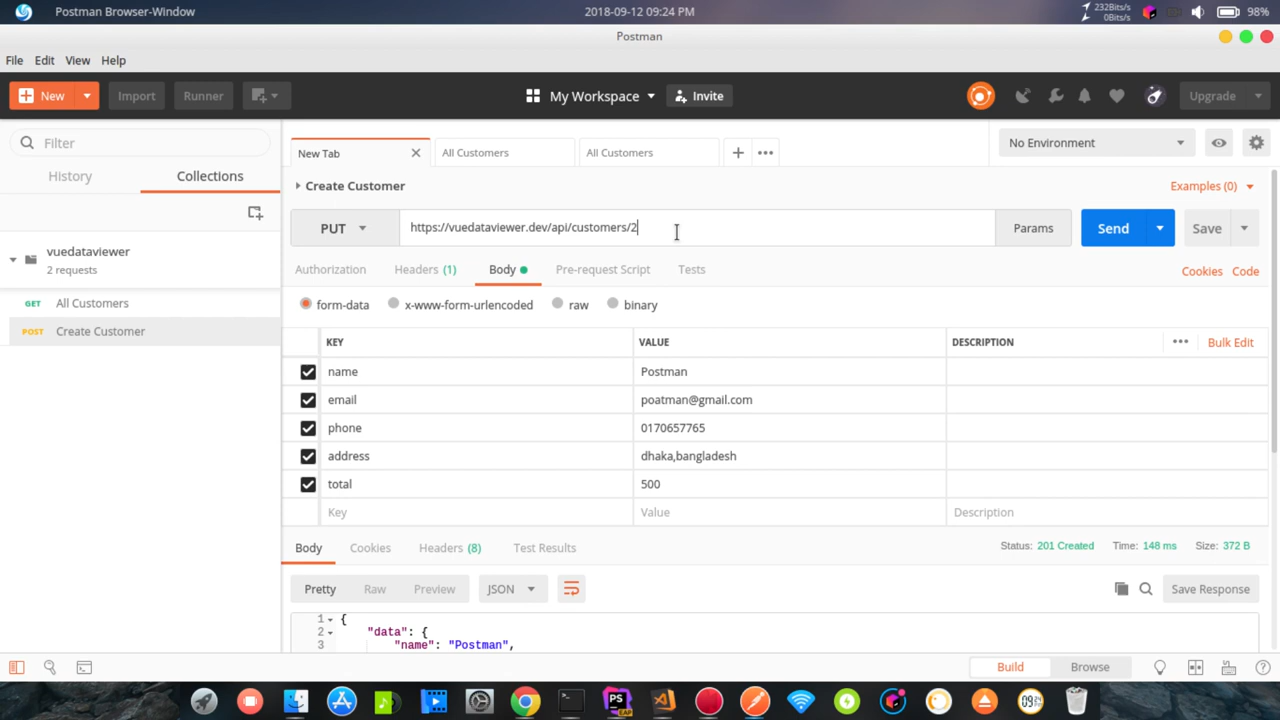 Postman Browser-Window
2018-09-12 09:24 PM
232Bits/s
0Bits/s
98%
Postman
File Edit View Help
New
Import
Runner
My Workspace
Invite
Upgrade
Filter
History
Collections
vuedataviewer
2 requests
GET All Customers
POST Create Customer
New Tab
All Customers
All Customers
No Environment
Create Customer
Examples (0)
PUT
https://vuedataviewer.dev/api/customers/2
Params
Send
Save
Authorization
Headers (1)
Body
Pre-request Script
Tests
Cookies
Code
form-data
x-www-form-urlencoded
raw
binary
KEY VALUE DESCRIPTION
Bulk Edit
name Postman
email poatman@gmail.com
phone 0170657765
address dhaka,bangladesh
total 500
Key Value Description
Body
Cookies
Headers (8)
Test Results
Status: 201 Created
Time: 148 ms
Size: 372 B
Pretty
Raw
Preview
JSON
Save Response
1 {
2 "data": {
3 "name": "Postman",
Build
Browse
PS
EAP